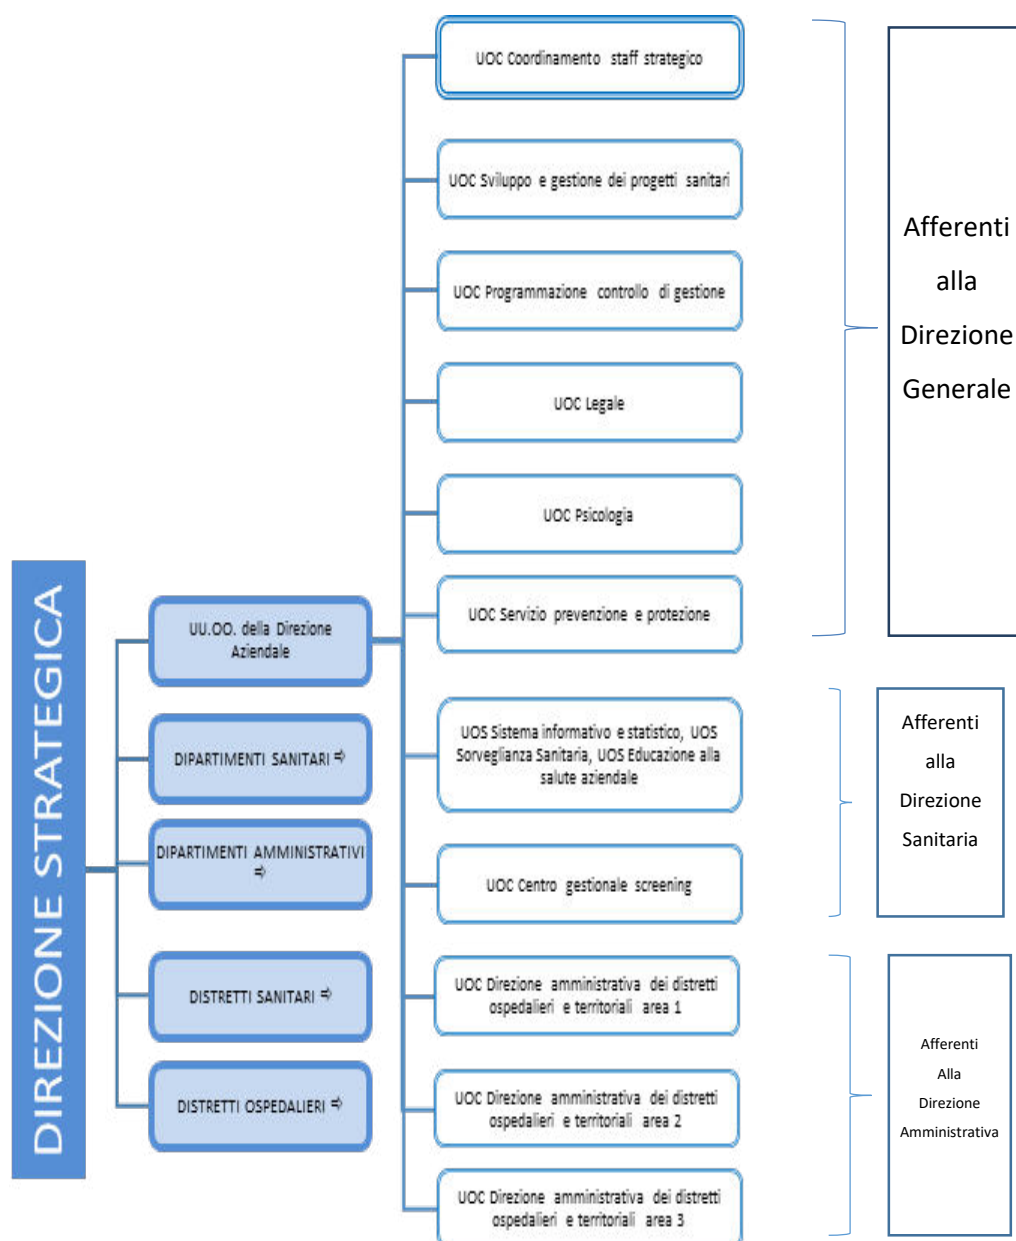 DIREZIONE STRATEGICA
UU.OO. della Direzione
Aziendale
DIPARTIMENTI SANITARI ⇨
DIPARTIMENTI AMMINISTRATIVI
⇨
DISTRETTI SANITARI ⇨
DISTRETTI OSPEDALIERI ⇨
UOC Coordinamento staff strategico
UOC Sviluppo e gestione dei progetti sanitari
UOC Programmazione controllo di gestione
UOC Legale
UOC Psicologia
UOC Servizio prevenzione e protezione
UOS Sistema informativo e statistico, UOS
Sorveglianza Sanitaria, UOS Educazione alla
salute aziendale
UOC Centro gestionale screening
UOC Direzione amministrativa dei distretti
ospedalieri e territoriali area 1
UOC Direzione amministrativa dei distretti
ospedalieri e territoriali area 2
UOC Direzione amministrativa dei distretti
ospedalieri e territoriali area 3
Afferenti
alla
Direzione
Generale
Afferenti
alla
Direzione
Sanitaria
Afferenti
Alla
Direzione
Amministrativa